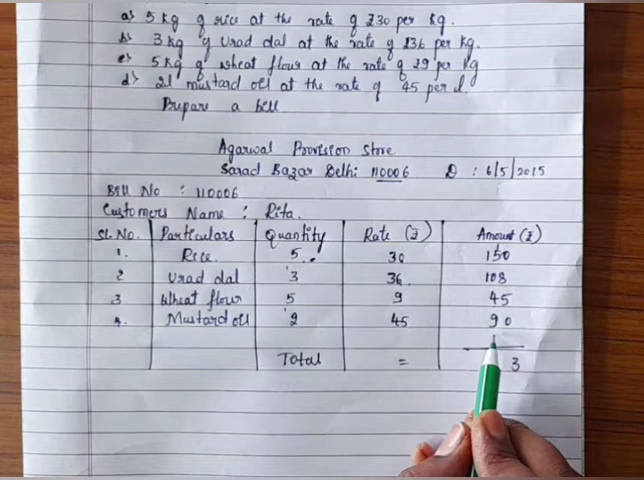 a) 5 kg of rice at the rate of ₹30 per kg.
b) 3 kg of Urad dal at the rate of ₹36 per kg.
c) 5 kg of wheat flour at the rate of ₹9 per kg
d) 2l mustard oil at the rate of 45 per l.
Prepare a bill
Agarwal Provision Store
Sarad Bazar Delhi 110006 D : 6/5/2015
Bill No : 110006
Customers Name : Rita.
SL. No. Particulars Quantity Rate (₹) Amount (₹)
1. Rice. 5 30 150
2 Urad dal 3 36 108
3 Wheat flour 5 9 45
4. Mustard oil 2 45 90
Total = 3